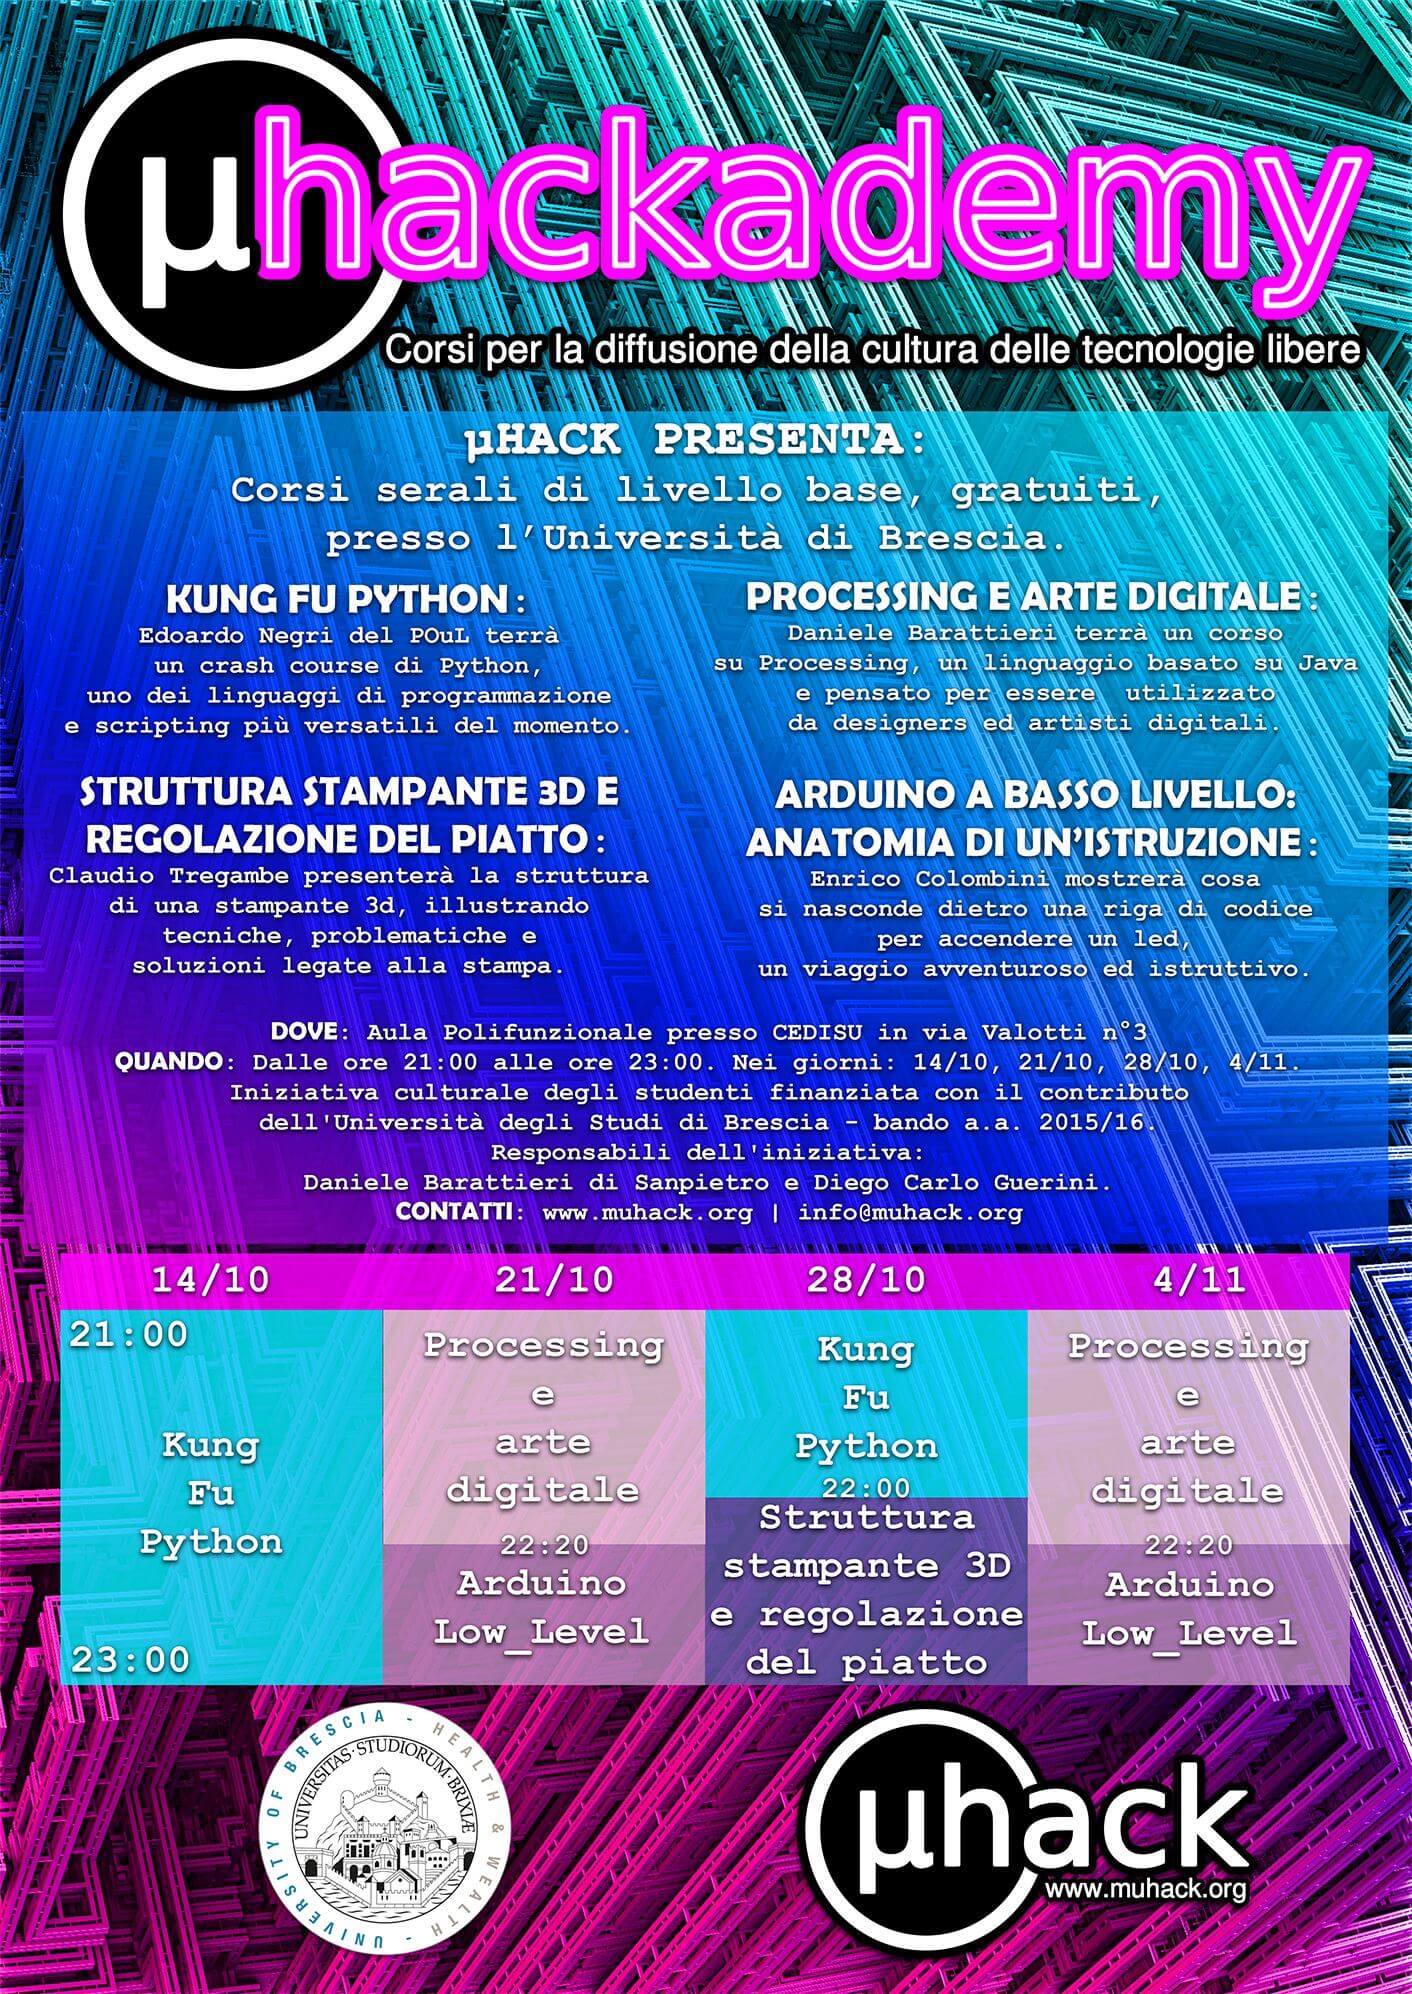 µhackademy
Corsi per la diffusione della cultura delle tecnologie libere
µHACK PRESENTA:
Corsi serali di livello base, gratuiti,
presso l’Università di Brescia.
KUNG FU PYTHON:
Edoardo Negri del POuL terrà
un crash course di Python,
uno dei linguaggi di programmazione
e scripting più versatili del momento.
PROCESSING E ARTE DIGITALE:
Daniele Barattieri terrà un corso
su Processing, un linguaggio basato su Java
e pensato per essere utilizzato
da designers ed artisti digitali.
STRUTTURA STAMPANTE 3D E
REGOLAZIONE DEL PIATTO:
Claudio Tregambe presenterà la struttura
di una stampante 3d, illustrando
tecniche, problematiche e
soluzioni legate alla stampa.
ARDUINO A BASSO LIVELLO:
ANATOMIA DI UN’ISTRUZIONE:
Enrico Colombini mostrerà cosa
si nasconde dietro una riga di codice
per accendere un led,
un viaggio avventuroso ed istruttivo.
DOVE: Aula Polifunzionale presso CEDISU in via Valotti n°3
QUANDO: Dalle ore 21:00 alle ore 23:00. Nei giorni: 14/10, 21/10, 28/10, 4/11.
Iniziativa culturale degli studenti finanziata con il contributo
dell'Università degli Studi di Brescia - bando a.a. 2015/16.
Responsabili dell'iniziativa:
Daniele Barattieri di Sanpietro e Diego Carlo Guerini.
CONTATTI: www.muhack.org | info@muhack.org
14/10
21:00
Kung
Fu
Python
23:00
21/10
Processing
e
arte
digitale
22:20
Arduino
Low_Level
28/10
Kung
Fu
Python
22:00
Struttura
stampante 3D
e regolazione
del piatto
4/11
Processing
e
arte
digitale
22:20
Arduino
Low_Level
UNIVERSITY OF BRESCIA - HEALTH & WEALTH -
UNIVERSITAS·STUDIORUM·BRIXIÆ
µhack
www.muhack.org